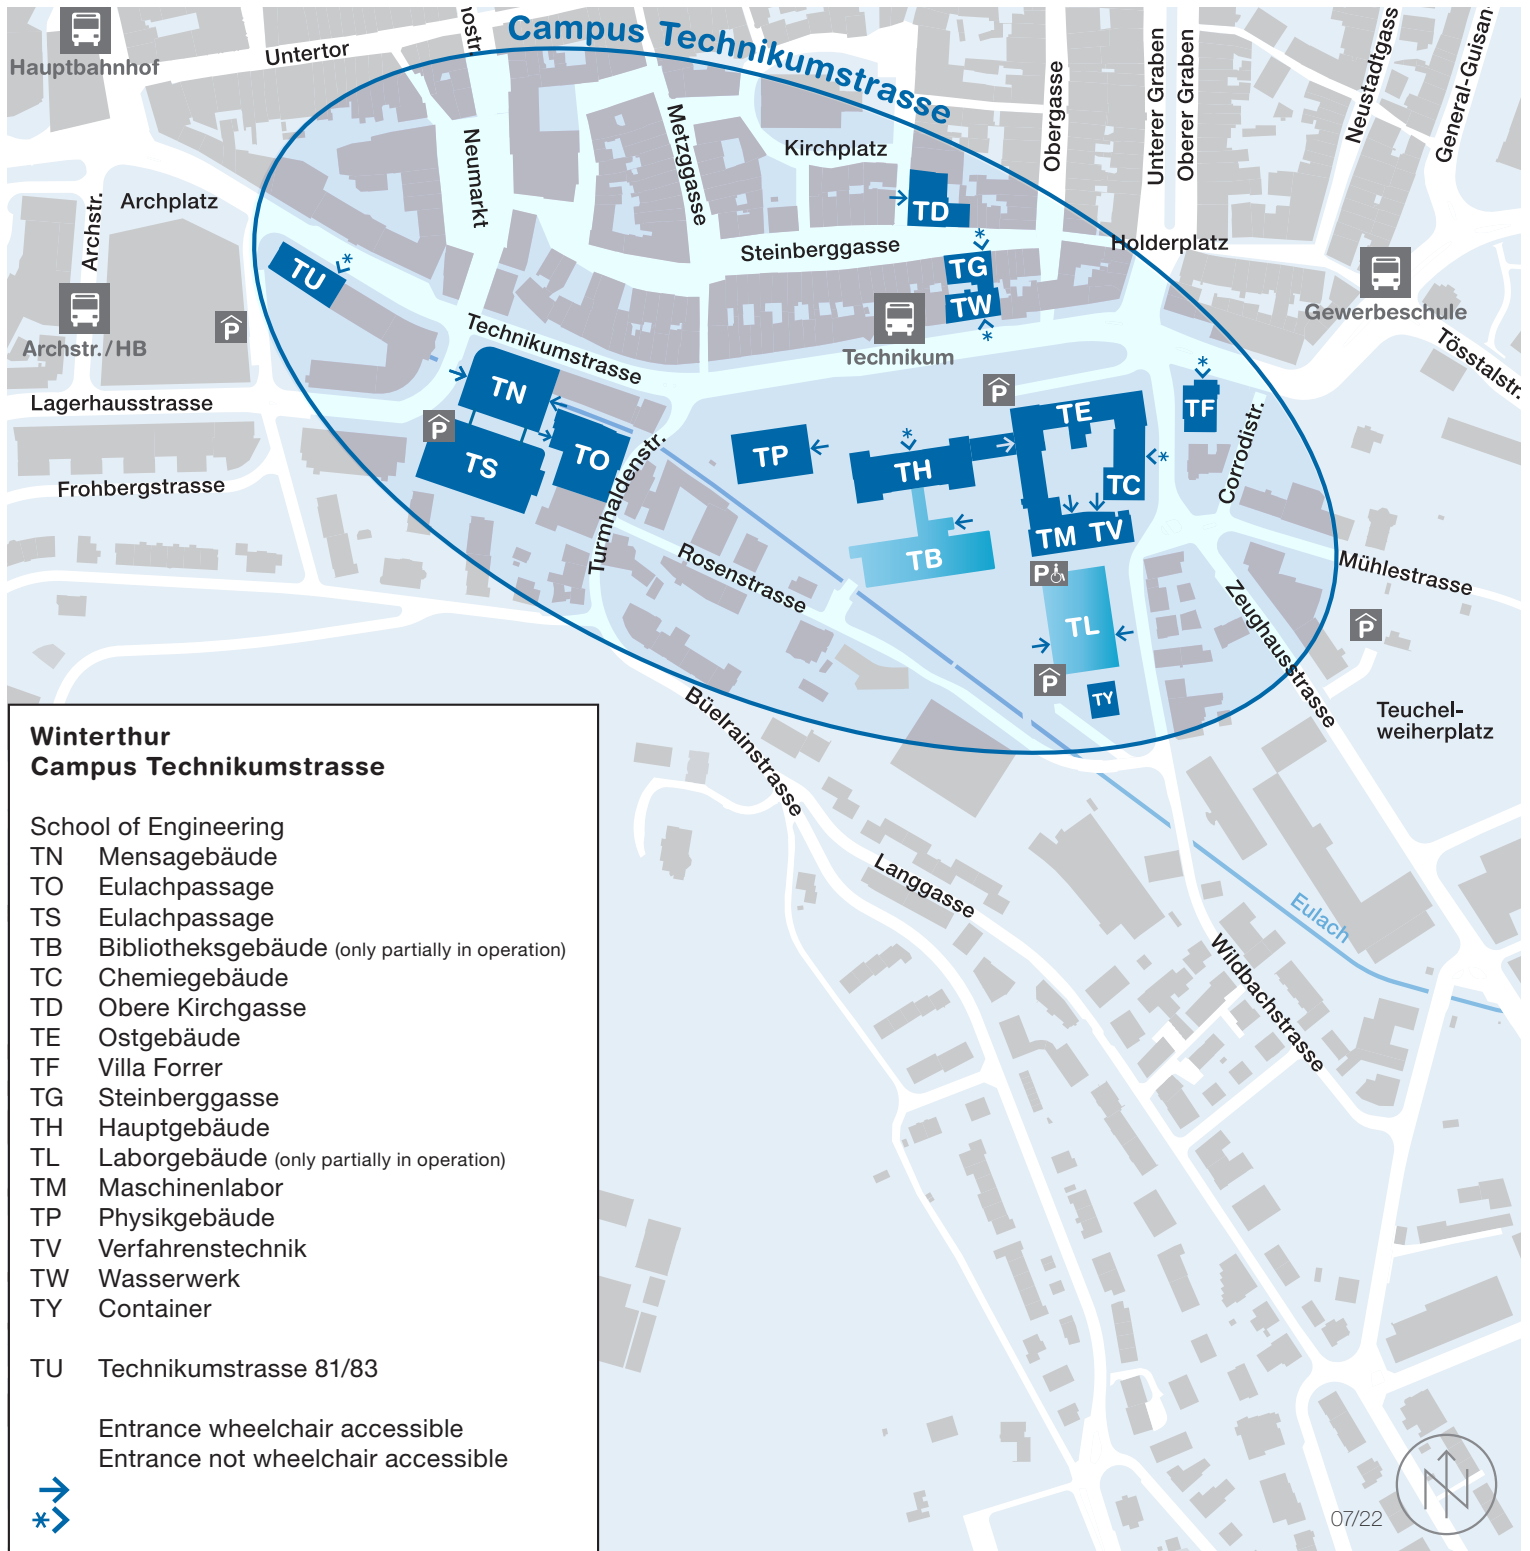 Campus Technikumstrasse
Hauptbahnhof
Untertor
Neumarkt
Metzggasse
Kirchplatz
Obergasse
Unterer Graben
Oberer Graben
Neustadtgass
General-Guisan-
Archplatz
Archstr.
TD
Steinberggasse
Holderplatz
TU
TG
TW
Gewerbeschule
P
Archstr./HB
Technikumstrasse
Technikum
Tösstalstr.
Lagerhausstrasse
TN
P
TE
TF
P
TS
TO
TP
TH
TC
Corrodistr.
Frohbergstrasse
Turmhaldenstr.
TM
TV
TB
Rosenstrasse
P
Mühlestrasse
Zeughausstrasse
TL
P
P
TY
Büelrainstrasse
Teuchel-
weiherplatz
Langgasse
Eulach
Wildbachstrasse
Winterthur
Campus Technikumstrasse
School of Engineering
TN Mensagebäude
TO Eulachpassage
TS Eulachpassage
TB Bibliotheksgebäude (only partially in operation)
TC Chemiegebäude
TD Obere Kirchgasse
TE Ostgebäude
TF Villa Forrer
TG Steinberggasse
TH Hauptgebäude
TL Laborgebäude (only partially in operation)
TM Maschinenlabor
TP Physikgebäude
TV Verfahrenstechnik
TW Wasserwerk
TY Container
TU Technikumstrasse 81/83
Entrance wheelchair accessible
Entrance not wheelchair accessible
07/22
N